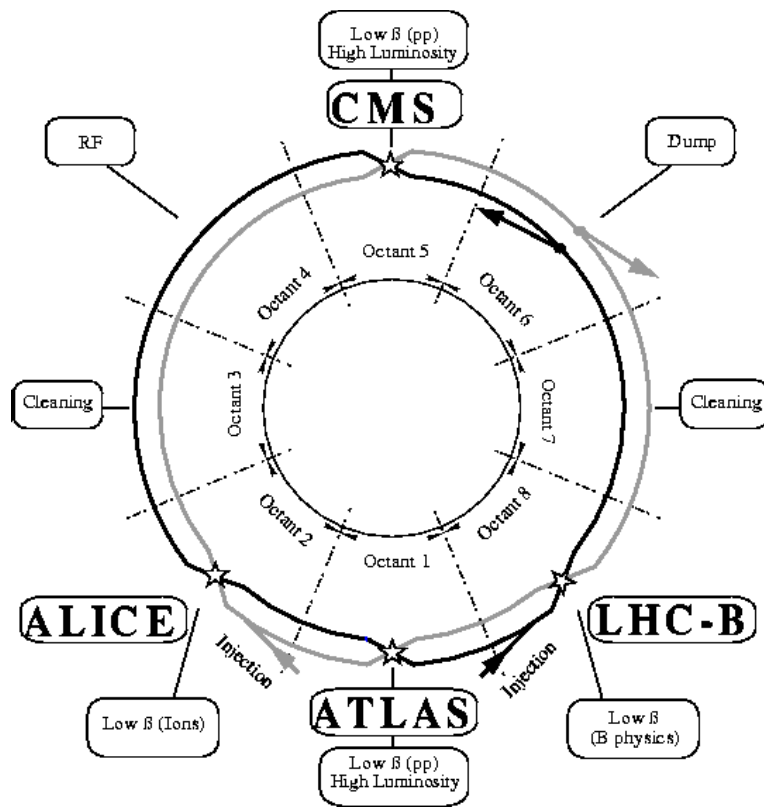 Low ß (pp)
High Luminosity
CMS
RF
Dump
Octant 5
Octant 4
Octant 6
Cleaning
Octant 3
Octant 7
Cleaning
Octant 2
Octant 8
Octant 1
ALICE
LHC-B
Injection
Injection
ATLAS
Low ß (Ions)
Low ß
(B physics)
Low ß (pp)
High Luminosity